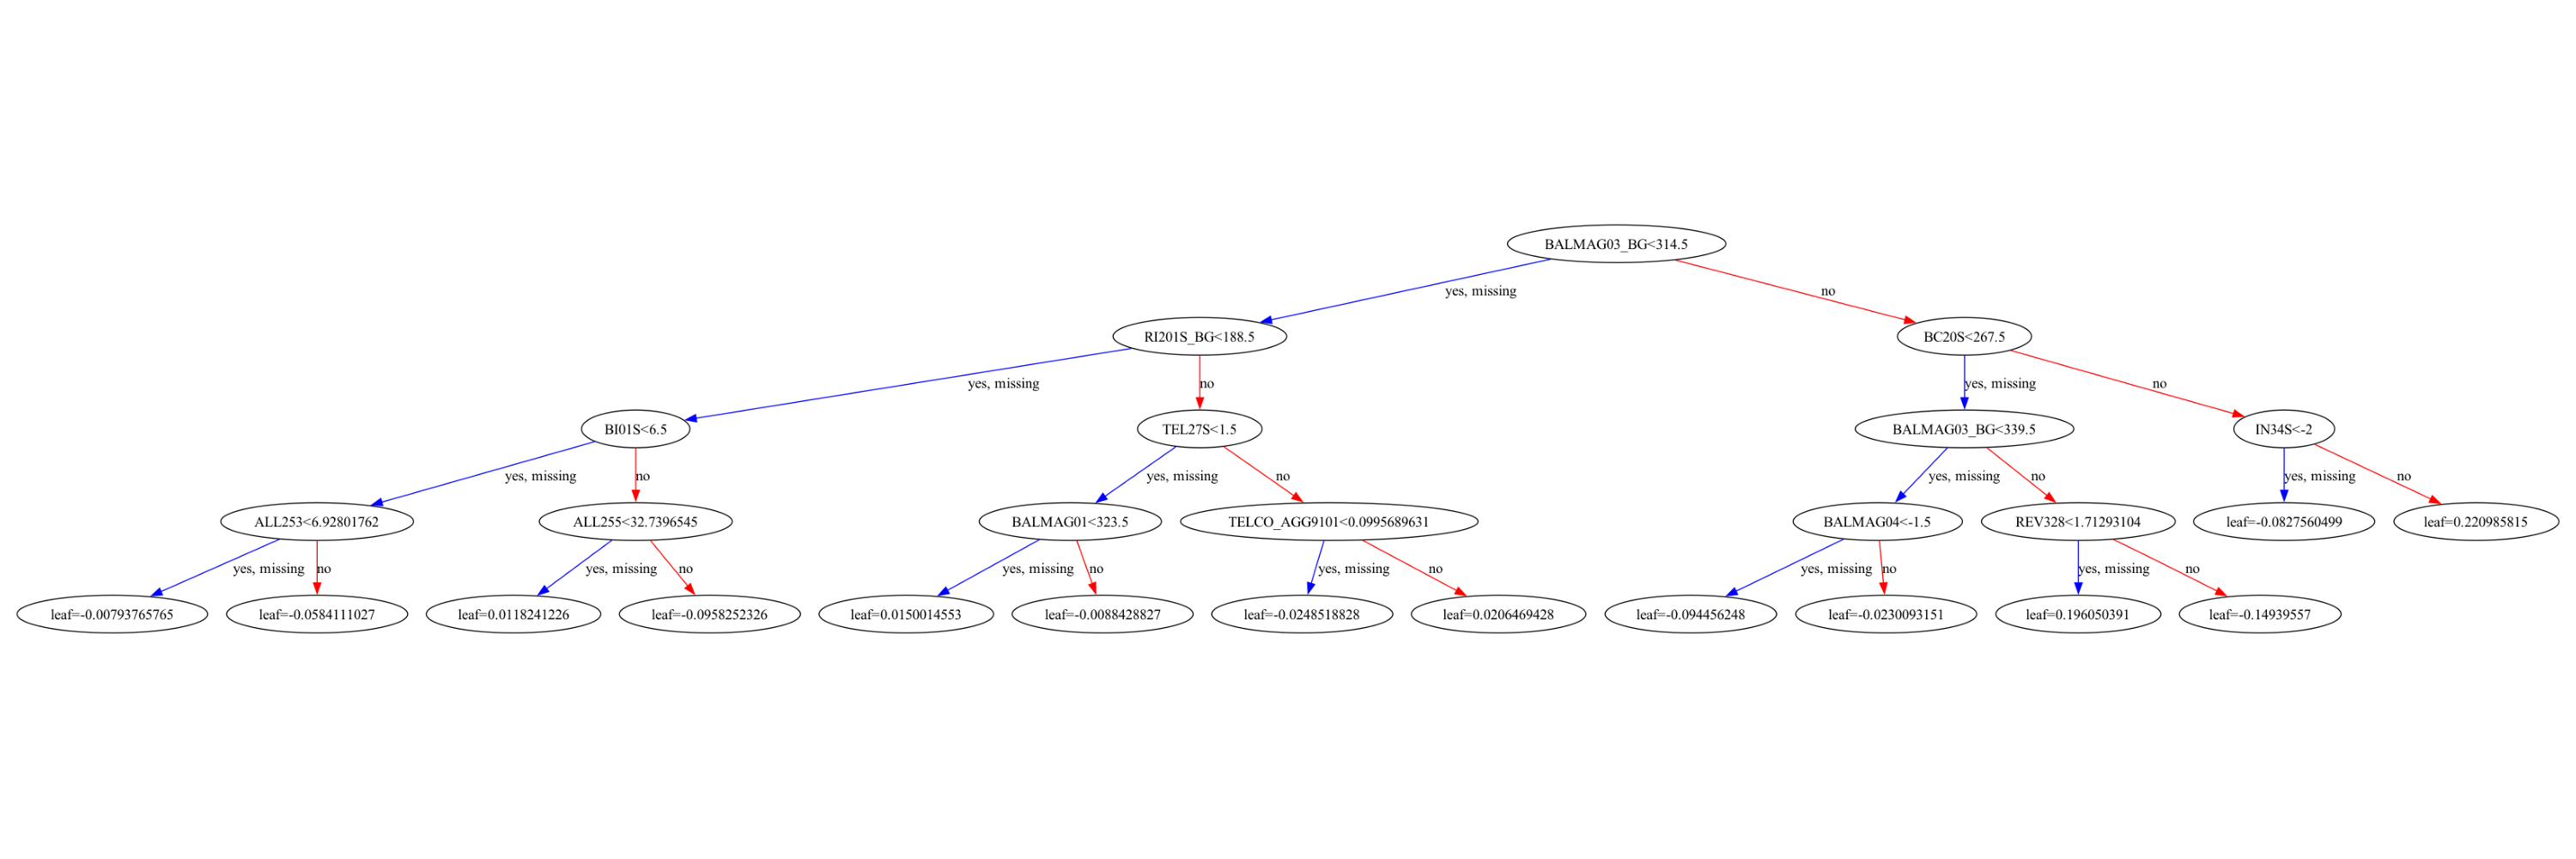 BALMAG03_BG<314.5
yes, missing
no
RI201S_BG<188.5
BC20S<267.5
yes, missing
no
yes, missing
no
BI01S<6.5
TEL27S<1.5
BALMAG03_BG<339.5
IN34S<-2
yes, missing
no
yes, missing
no
yes, missing
no
yes, missing
no
ALL253<6.92801762
ALL255<32.7396545
BALMAG01<323.5
TELCO_AGG9101<0.0995689631
BALMAG04<-1.5
REV328<1.71293104
leaf=-0.0827560499
leaf=0.220985815
yes, missing
no
yes, missing
no
yes, missing
no
yes, missing
no
yes, missing
no
yes, missing
no
leaf=-0.00793765765
leaf=-0.0584111027
leaf=0.0118241226
leaf=-0.0958252326
leaf=0.0150014553
leaf=-0.0088428827
leaf=-0.0248518828
leaf=0.0206469428
leaf=-0.094456248
leaf=-0.0230093151
leaf=0.196050391
leaf=-0.14939557